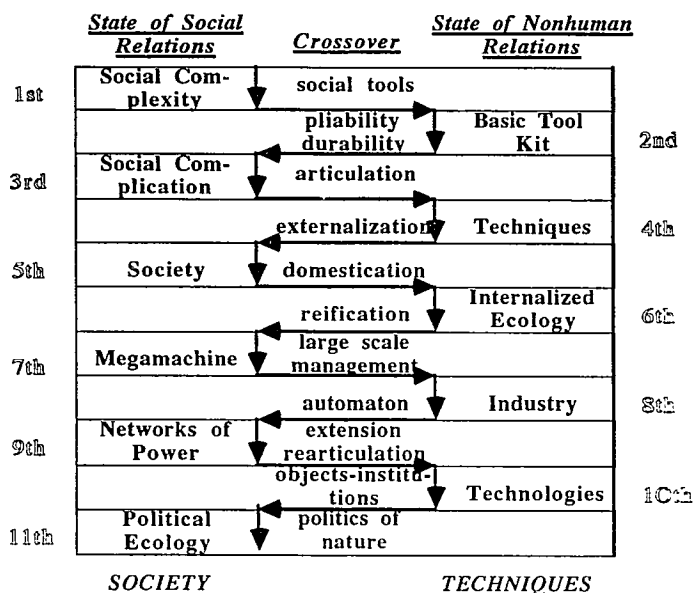 State of Social Relations
Crossover
State of Nonhuman Relations
1st
Social Com-
plexity
social tools
pliability
durability
Basic Tool
Kit
2nd
3rd
Social Com-
plication
articulation
externalization
Techniques
4th
5th
Society
domestication
reification
Internalized
Ecology
6th
7th
Megamachine
large scale
management
automaton
Industry
8th
9th
Networks of
Power
extension
rearticulation
objects-institu-
tions
Technologies
10th
11th
Political
Ecology
politics of
nature
SOCIETY
TECHNIQUES